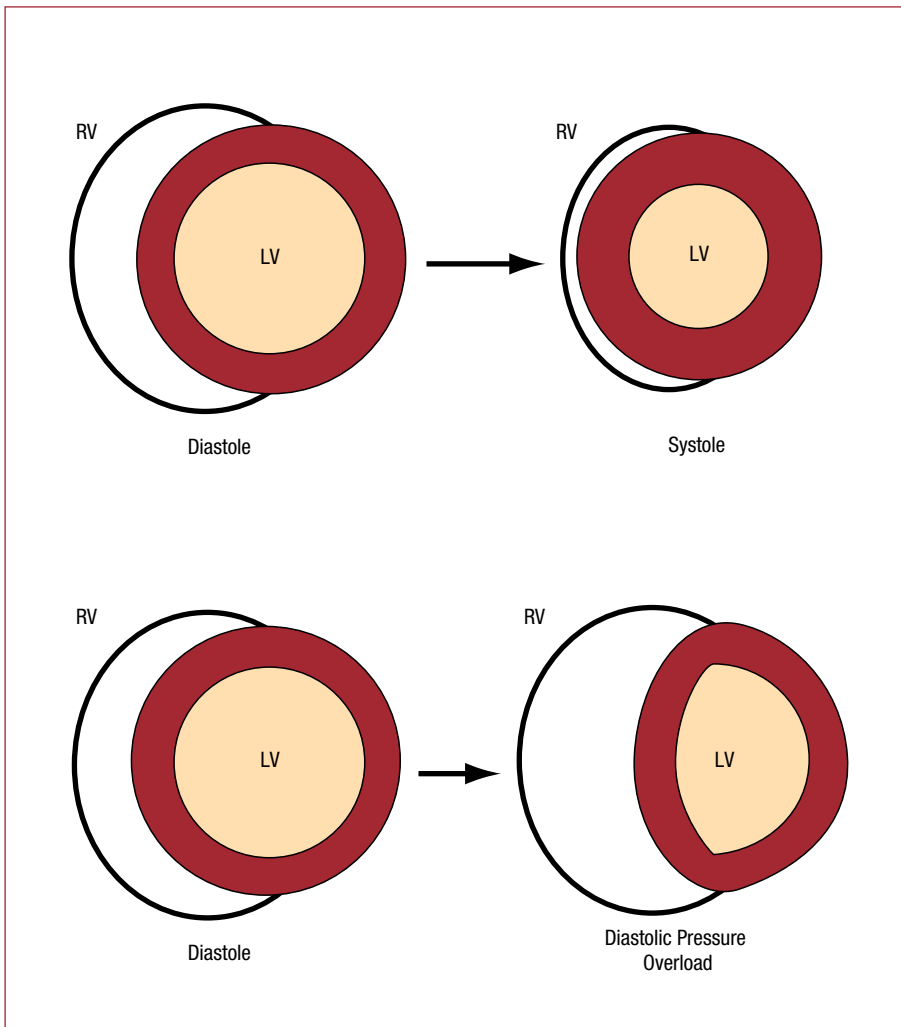 RV
LV
Diastole
RV
LV
Systole
RV
LV
Diastole
RV
LV
Diastolic Pressure
Overload